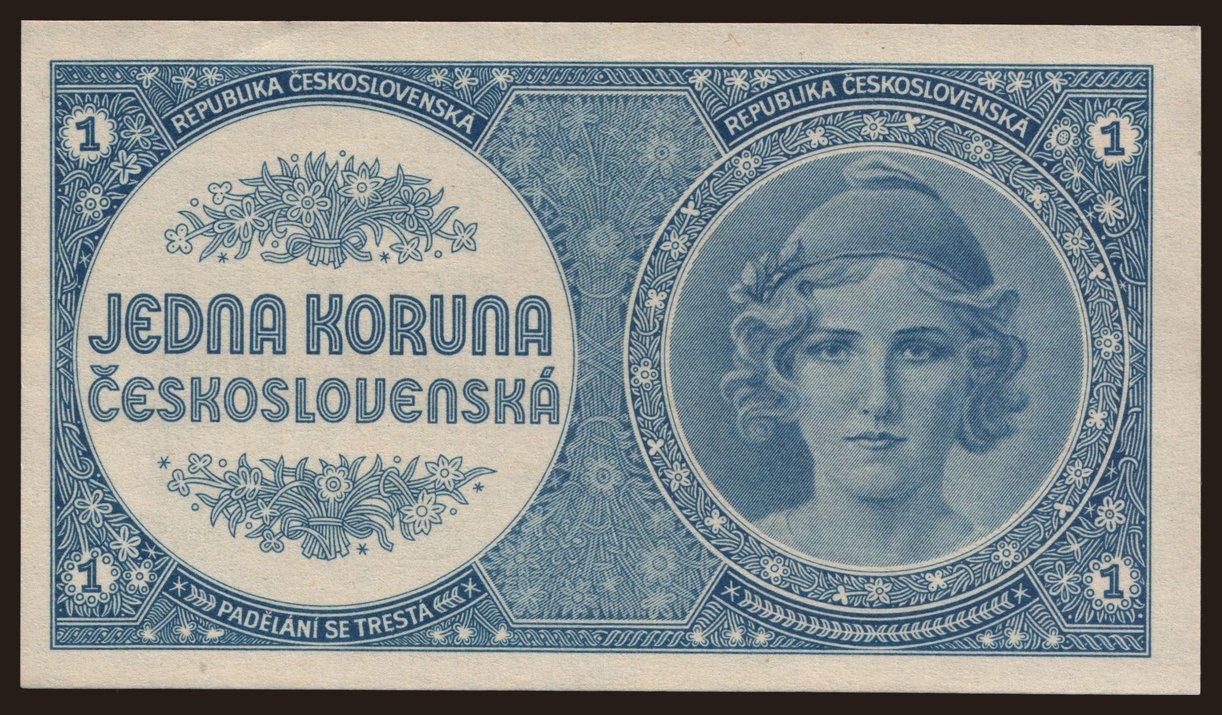 REPUBLIKA ČESKOSLOVENSKÁ
REPUBLIKA ČESKOSLOVENSKÁ
1
1
JEDNA KORUNA
ČESKOSLOVENSKÁ
1
1
PADĚLÁNÍ SE TRESTÁ